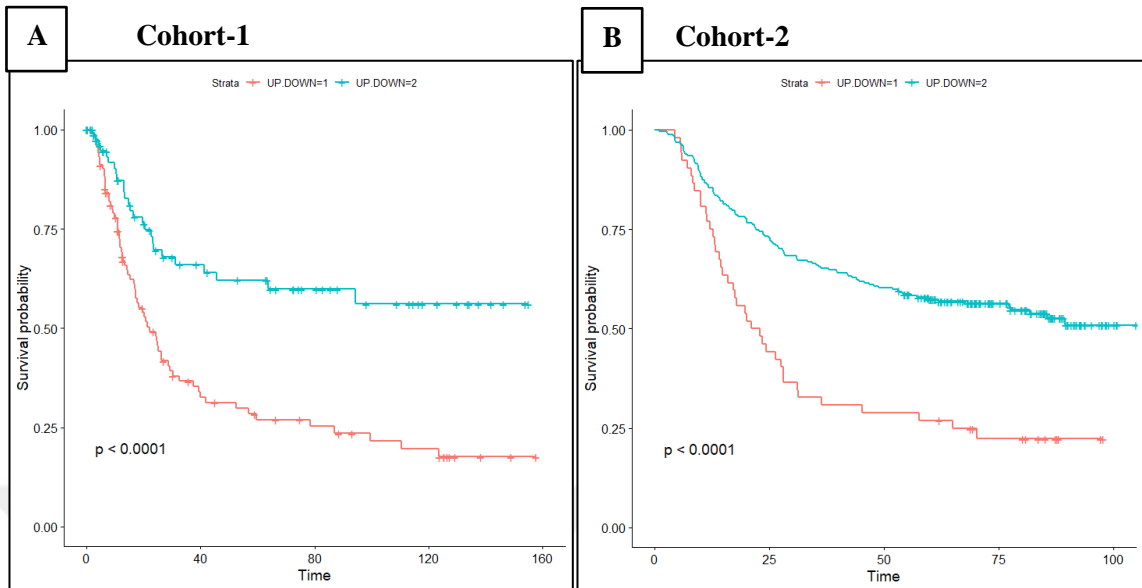 A
Cohort-1
Strata UP.DOWN=1 UP.DOWN=2
1.00
0.75
0.50
0.25
0.00
Survival probability
p < 0.0001
0 40 80 120 160
Time
B
Cohort-2
Strata UP.DOWN=1 UP.DOWN=2
1.00
0.75
0.50
0.25
0.00
Survival probability
p < 0.0001
0 25 50 75 100
Time